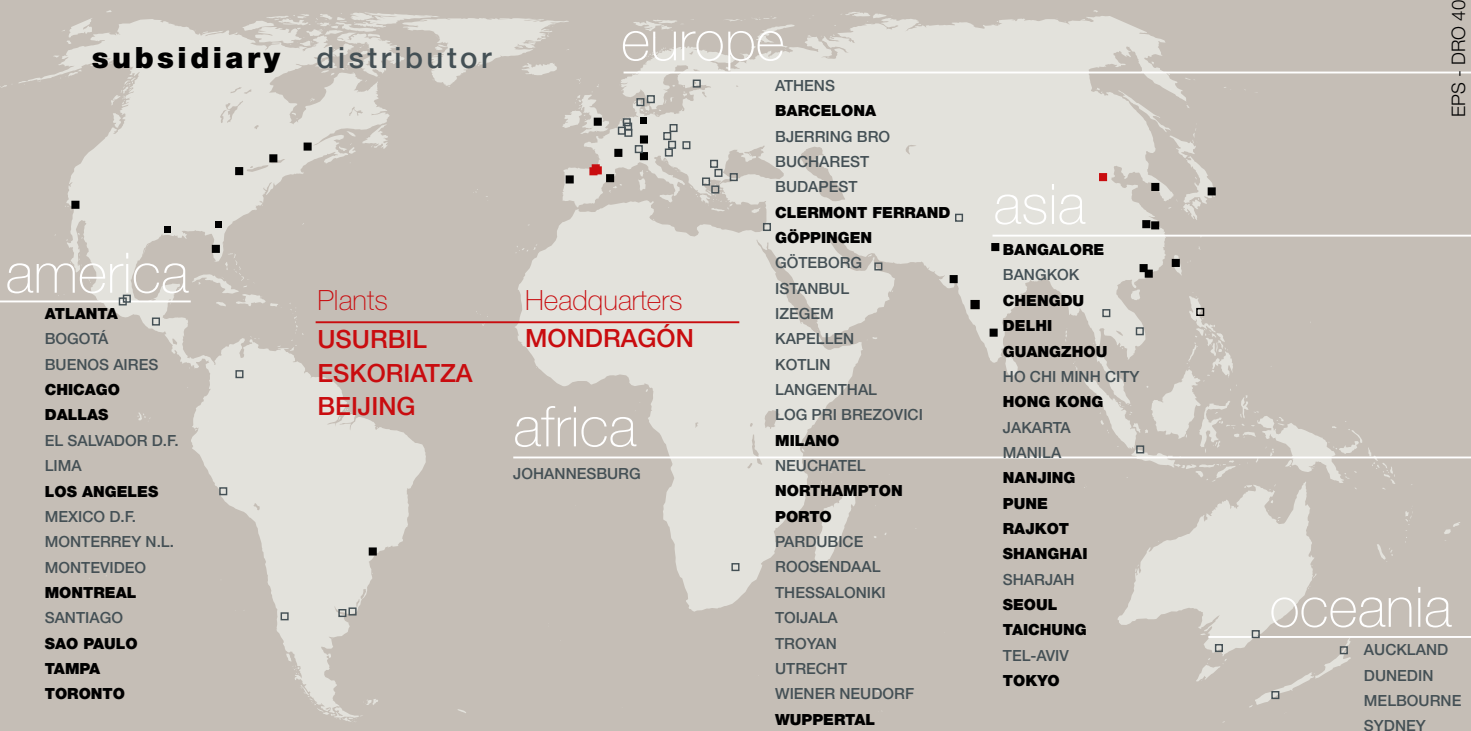 EPS - DRO 40
subsidiary distributor
europe
ATHENS
BARCELONA
BJERRING BRO
BUCHAREST
BUDAPEST
CLERMONT FERRAND
GÖPPINGEN
GÖTEBORG
ISTANBUL
IZEGEM
KAPELLEN
KOTLIN
LANGENTHAL
LOG PRI BREZOVICI
MILANO
NEUCHATEL
NORTHAMPTON
PORTO
PARDUBICE
ROOSENDAAL
THESSALONIKI
TOIJALA
TROYAN
UTRECHT
WIENER NEUDORF
WUPPERTAL
asia
BANGALORE
BANGKOK
CHENGDU
DELHI
GUANGZHOU
HO CHI MINH CITY
HONG KONG
JAKARTA
MANILA
NANJING
PUNE
RAJKOT
SHANGHAI
SHARJAH
SEOUL
TAICHUNG
TEL-AVIV
TOKYO
america
ATLANTA
BOGOTÁ
BUENOS AIRES
CHICAGO
DALLAS
EL SALVADOR D.F.
LIMA
LOS ANGELES
MEXICO D.F.
MONTERREY N.L.
MONTEVIDEO
MONTREAL
SANTIAGO
SAO PAULO
TAMPA
TORONTO
Plants
USURBIL
ESKORIATZA
BEIJING
Headquarters
MONDRAGÓN
africa
JOHANNESBURG
oceania
AUCKLAND
DUNEDIN
MELBOURNE
SYDNEY